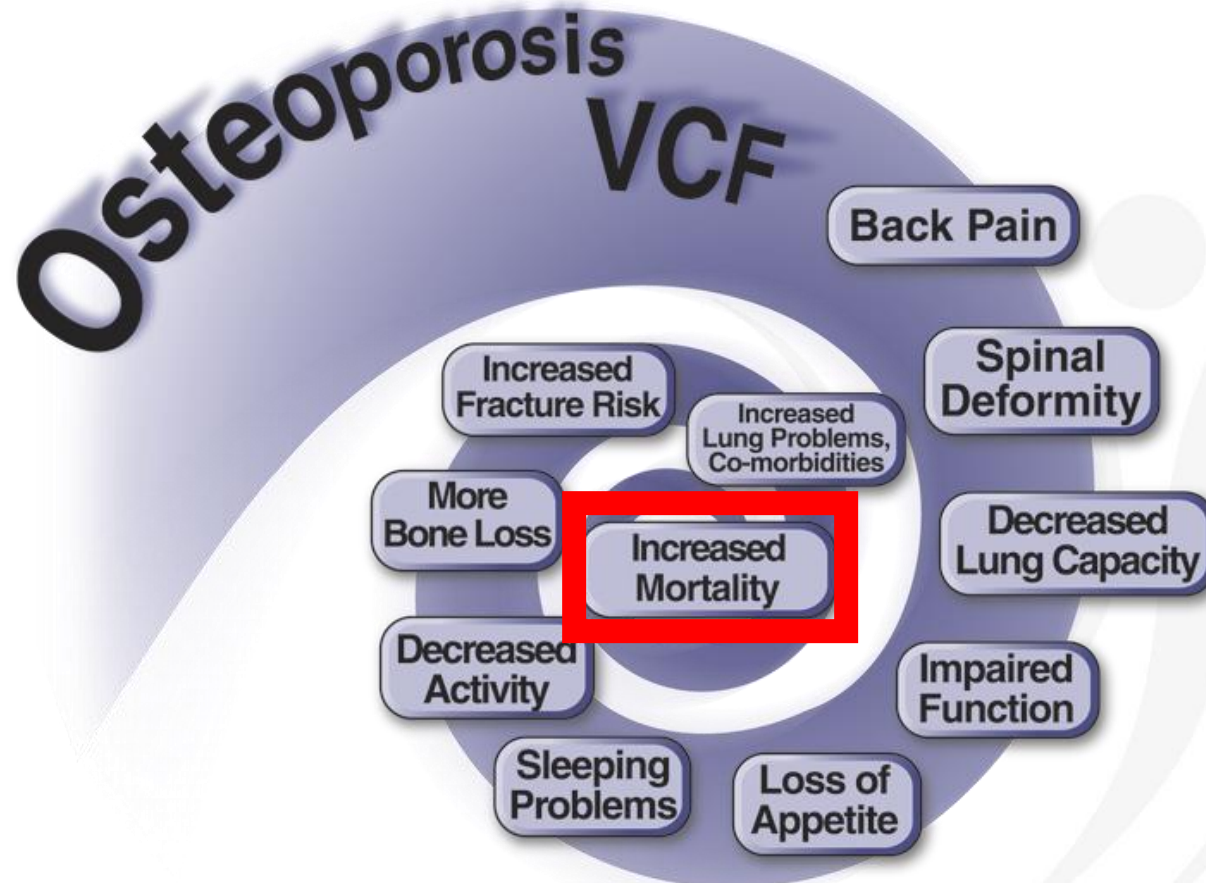 Osteoporosis
VCF
Back Pain
Spinal
Deformity
Decreased
Lung Capacity
Impaired
Function
Loss of
Appetite
Sleeping
Problems
Decreased
Activity
More
Bone Loss
Increased
Fracture Risk
Increased
Lung Problems,
Co-morbidities
Increased
Mortality